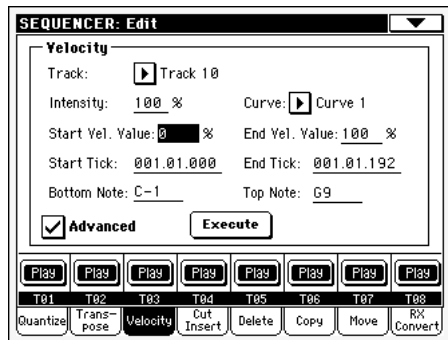 SEQUENCER: Edit
Velocity
Track: Track 10
Intensity: 100 % Curve: Curve 1
Start Vel. Value: 0 % End Vel. Value: 100 %
Start Tick: 001.01.000 End Tick: 001.01.192
Bottom Note: C-1 Top Note: G9
Advanced Execute
Play Play Play Play Play Play Play Play
T01 T02 T03 T04 T05 T06 T07 T08
Quantize Trans-pose Velocity Cut Insert Delete Copy Move RX Convert